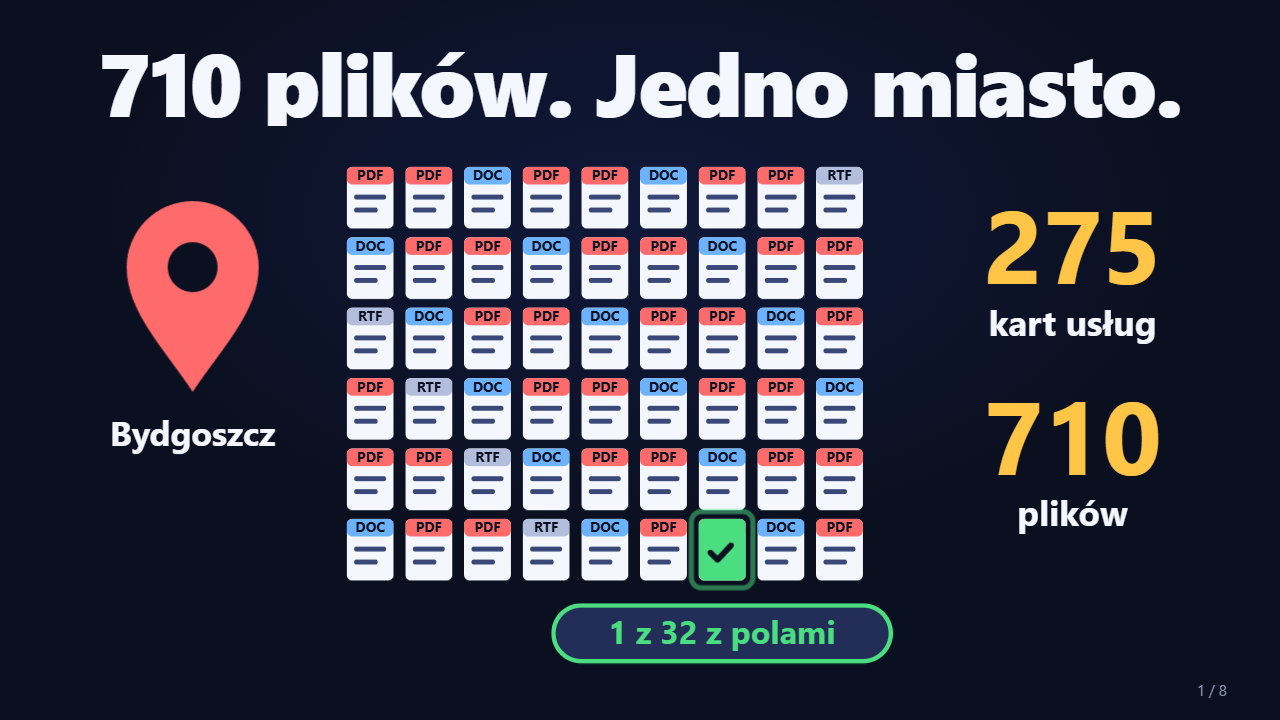 710 plików. Jedno miasto.
PDF PDF DOC PDF PDF DOC PDF PDF RTF
DOC PDF PDF DOC PDF PDF DOC PDF PDF
RTF DOC PDF PDF DOC PDF PDF DOC PDF
PDF RTF DOC PDF PDF DOC PDF PDF DOC
PDF PDF RTF DOC PDF PDF DOC PDF PDF
DOC PDF PDF RTF DOC PDF DOC PDF
Bydgoszcz
275
kart usług
710
plików
1 z 32 z polami
1 / 8